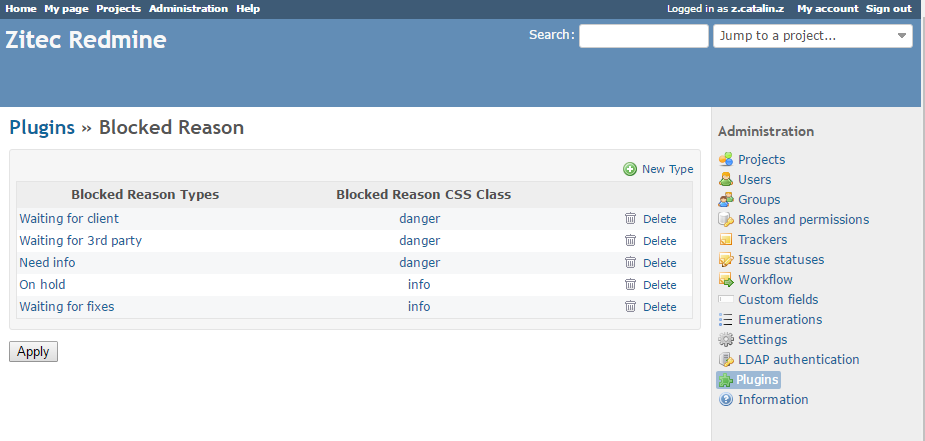 Home My page Projects Administration Help Logged in as z.catalin.z My account Sign out
Zitec Redmine Search: Jump to a project...
Plugins » Blocked Reason
New Type
Blocked Reason Types Blocked Reason CSS Class
Waiting for client danger Delete
Waiting for 3rd party danger Delete
Need info danger Delete
On hold info Delete
Waiting for fixes info Delete
Apply
Administration
Projects
Users
Groups
Roles and permissions
Trackers
Issue statuses
Workflow
Custom fields
Enumerations
Settings
LDAP authentication
Plugins
Information